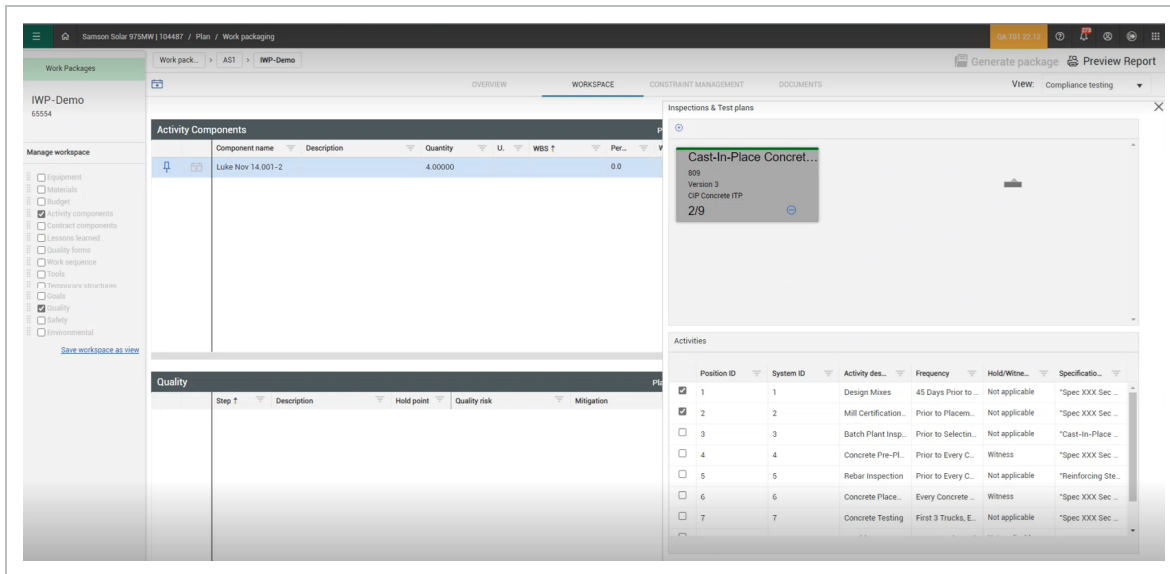 Samson Solar 975MW | 104487 / Plan / Work packaging
QA T01 22.13
Work Packages
Work pack... > AS1 > IWP-Demo
Generate package
Preview Report
OVERVIEW
WORKSPACE
CONSTRAINT MANAGEMENT
DOCUMENTS
View: Compliance testing
IWP-Demo
65554
Manage workspace
Equipment
Materials
Budget
Activity components
Contract components
Lessons learned
Quality forms
Work sequence
Tools
Temporary structures
Goals
Quality
Safety
Environmental
Save workspace as view
Activity Components
Component name Description Quantity U. WBS ↑ Per...
Luke Nov 14.001-2 4.00000 0.0
Quality
Step ↑ Description Hold point Quality risk Mitigation
Inspections & Test plans
Cast-In-Place Concret...
809
Version 3
CIP Concrete ITP
2/9
Activities
Position ID System ID Activity des... Frequency Hold/Witne... Specificatio...
1 1 Design Mixes 45 Days Prior to ... Not applicable "Spec XXX Sec ...
2 2 Mill Certification... Prior to Placem... Not applicable "Spec XXX Sec ...
3 3 Batch Plant Insp... Prior to Selectin... Not applicable "Cast-In-Place ...
4 4 Concrete Pre-Pl... Prior to Every C... Witness "Spec XXX Sec ...
5 5 Rebar Inspection Prior to Every C... Not applicable "Reinforcing Ste...
6 6 Concrete Place... Every Concrete ... Witness "Spec XXX Sec ...
7 7 Concrete Testing First 3 Trucks, E... Not applicable "Spec XXX Sec ...